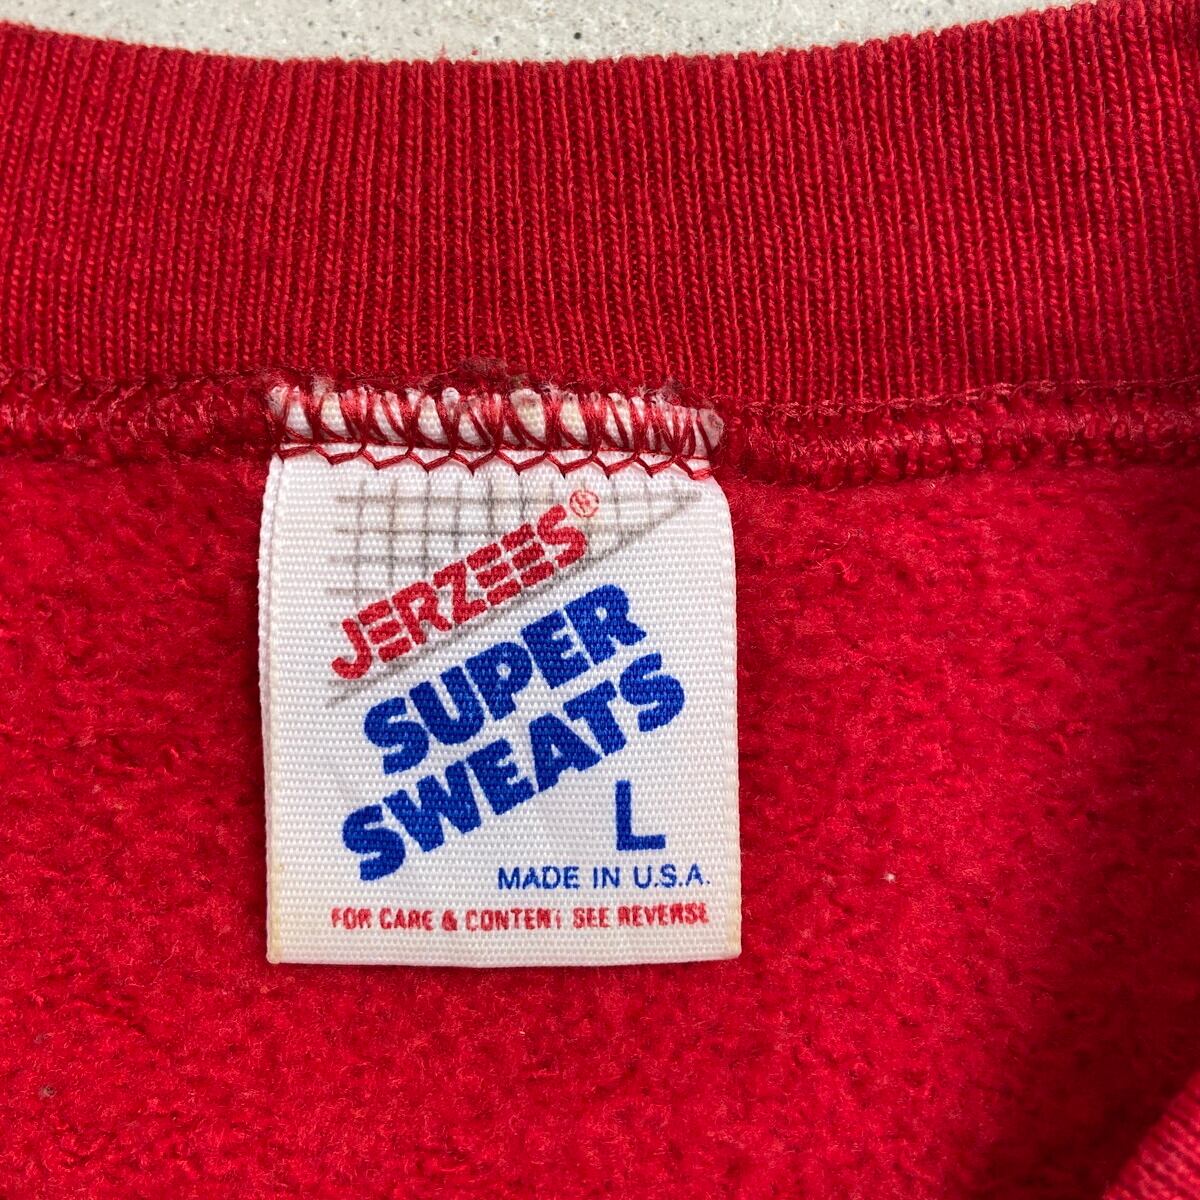 JERZEES®
SUPER
SWEATS
L
MADE IN U.S.A.
FOR CARE & CONTENT SEE REVERSE